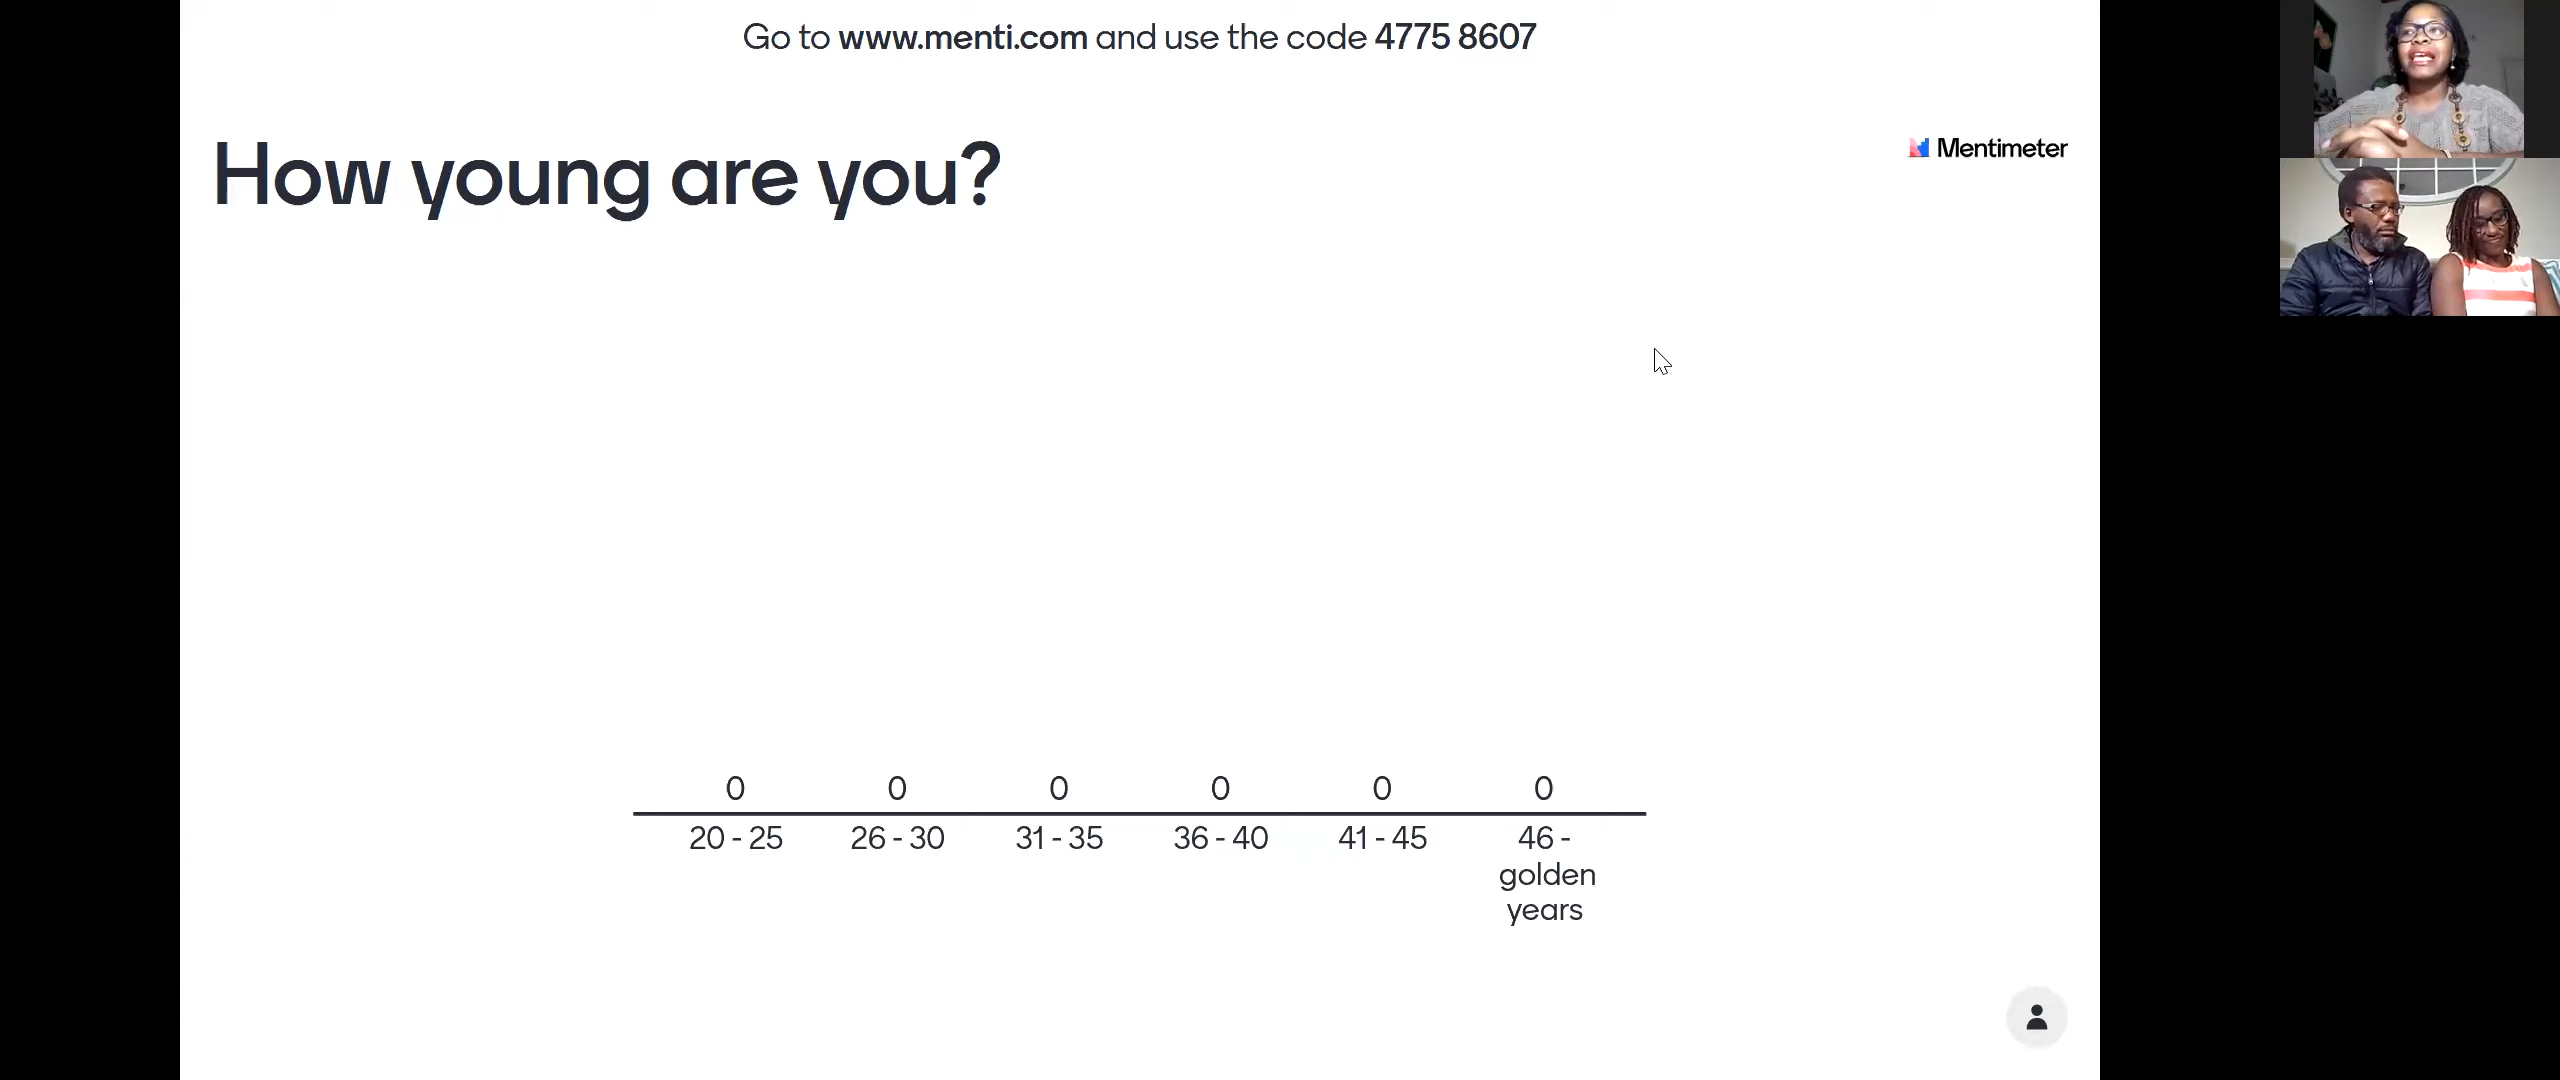 Go to www.menti.com and use the code 4775 8607
How young are you?
Mentimeter
0 0 0 0 0 0
20 - 25 26 - 30 31 - 35 36 - 40 41 - 45 46 -
golden
years